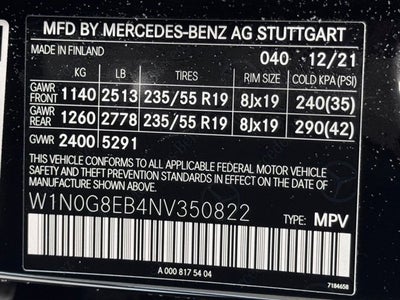 MFD BY MERCEDES-BENZ AG STUTTGART
MADE IN FINLAND 040 12/21
KG LB TIRES RIM SIZE COLD KPA (PSI)
GAWR FRONT 1140 2513 235/55 R19 8Jx19 240(35)
GAWR REAR 1260 2778 235/55 R19 8Jx19 290(42)
GVWR 2400 5291
THIS VEHICLE CONFORMS TO ALL APPLICABLE FEDERAL MOTOR VEHICLE
SAFETY AND THEFT PREVENTION STANDARDS IN EFFECT ON THE DATE
OF MANUFACTURE SHOWN ABOVE.
W1N0G8EB4NV350822 TYPE: MPV
A 000 817 54 04
7184658